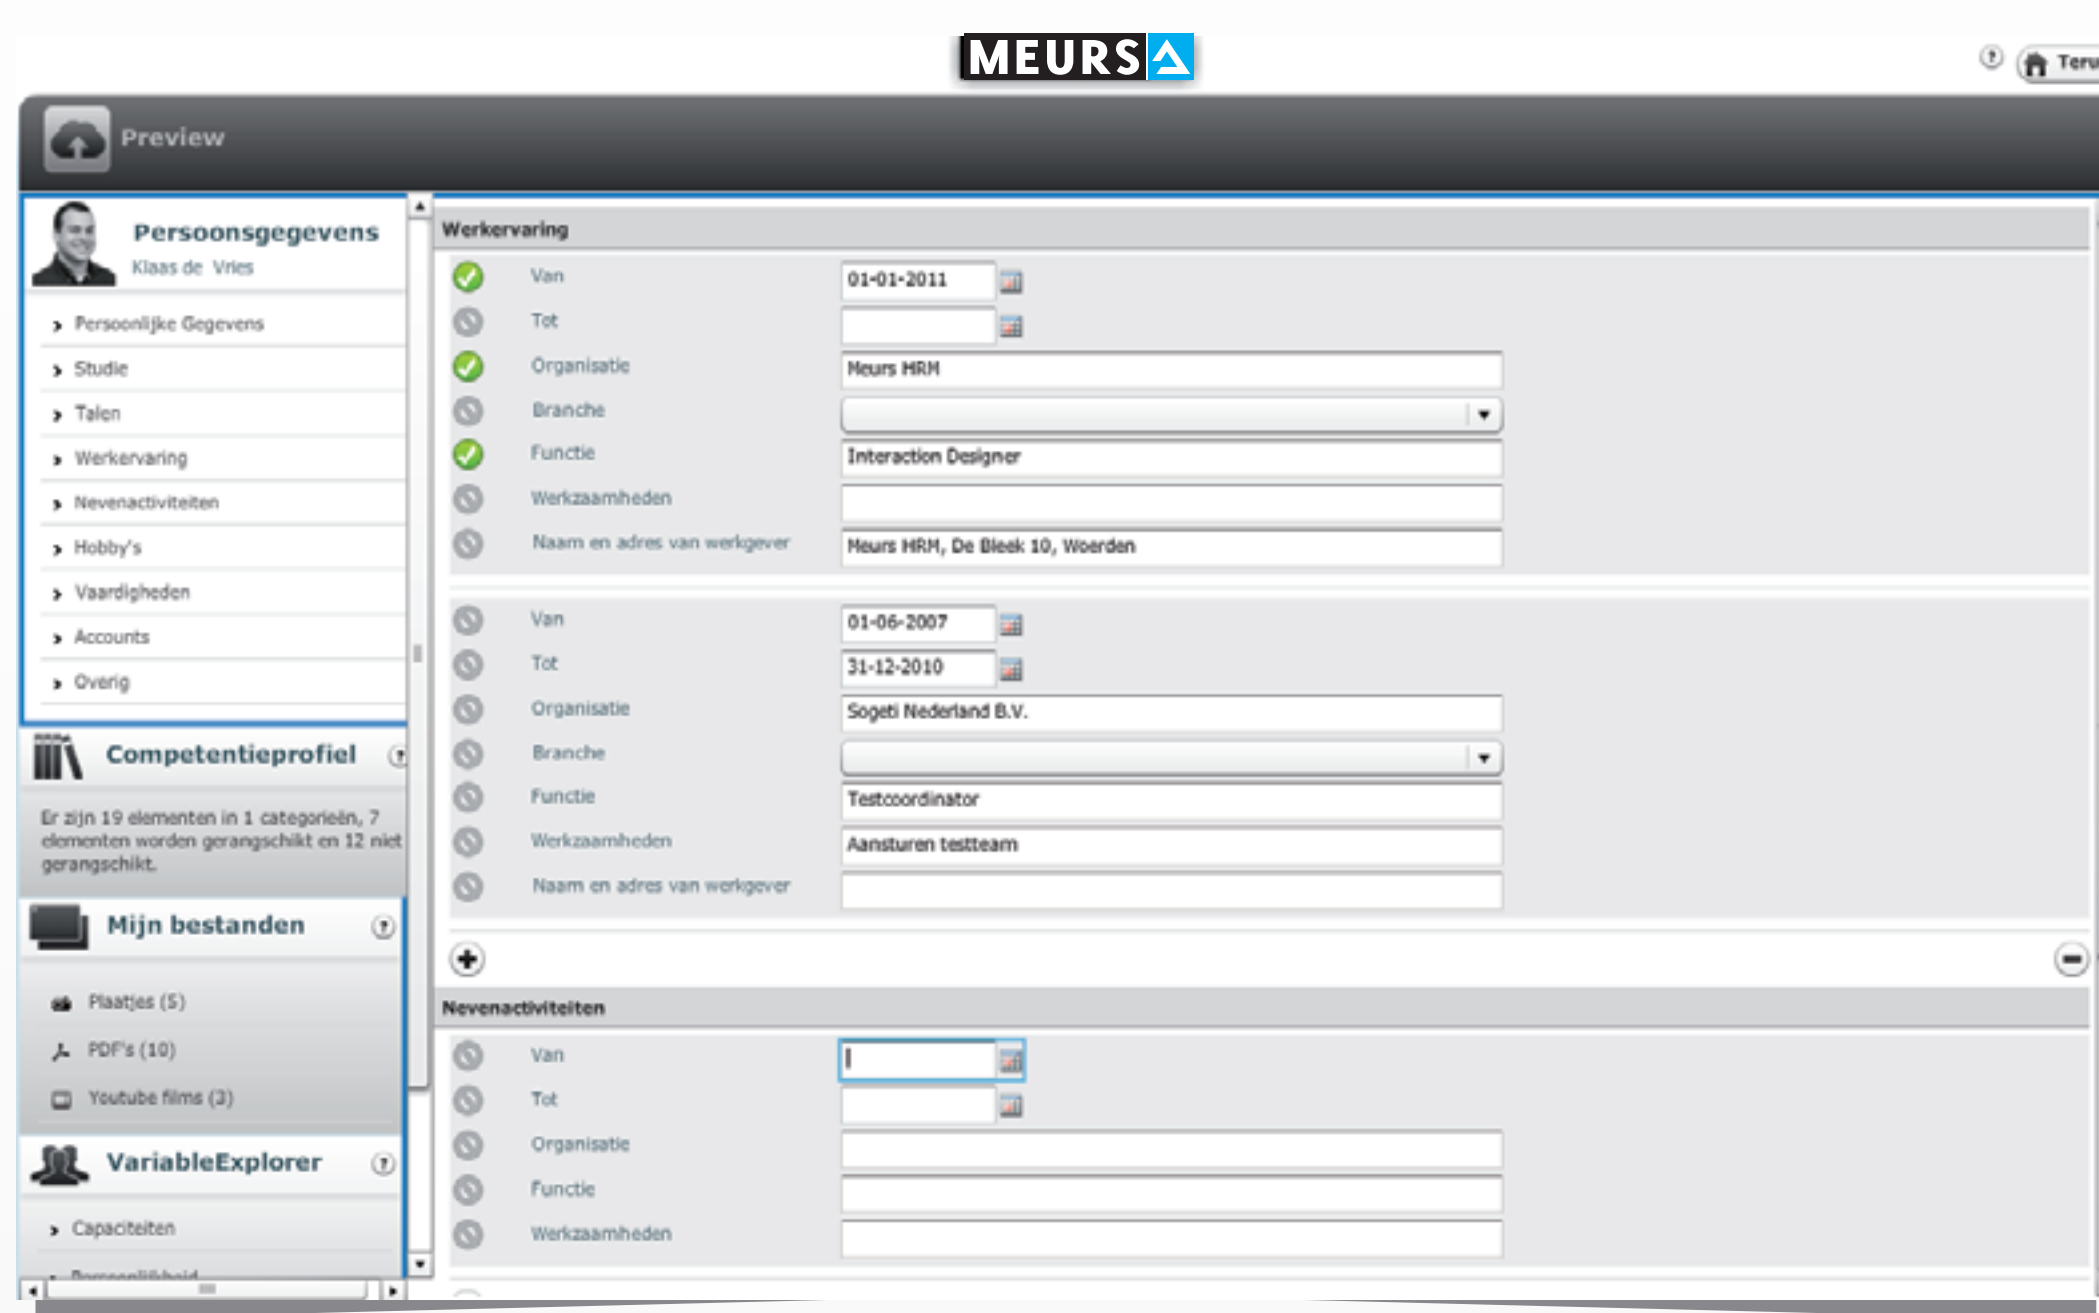 MEURS
Teru
Preview
Persoonsgegevens
Klaas de Vries
Persoonlijke Gegevens
Studie
Talen
Werkervaring
Nevenactiviteiten
Hobby's
Vaardigheden
Accounts
Overig
Competentieprofiel
Er zijn 19 elementen in 1 categorieën, 7
elementen worden gerangschikt en 12 niet
gerangschikt.
Mijn bestanden
Plaatjes (5)
PDF's (10)
Youtube films (3)
VariableExplorer
Capaciteiten
Persoonlijkheid
Werkervaring
Van 01-01-2011
Tot
Organisatie Meurs HRM
Branche
Functie Interaction Designer
Werkzaamheden
Naam en adres van werkgever Meurs HRM, De Bleek 10, Woerden
Van 01-06-2007
Tot 31-12-2010
Organisatie Sogeti Nederland B.V.
Branche
Functie Testcoordinator
Werkzaamheden Aansturen testteam
Naam en adres van werkgever
Nevenactiviteiten
Van
Tot
Organisatie
Functie
Werkzaamheden